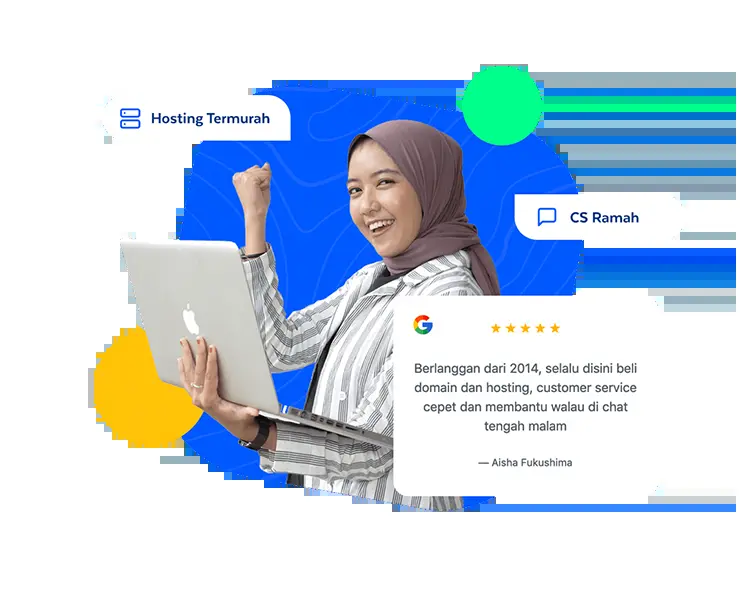 Hosting Termurah
CS Ramah
Berlanggan dari 2014, selalu disini beli
domain dan hosting, customer service
cepet dan membantu walau di chat
tengah malam
— Aisha Fukushima